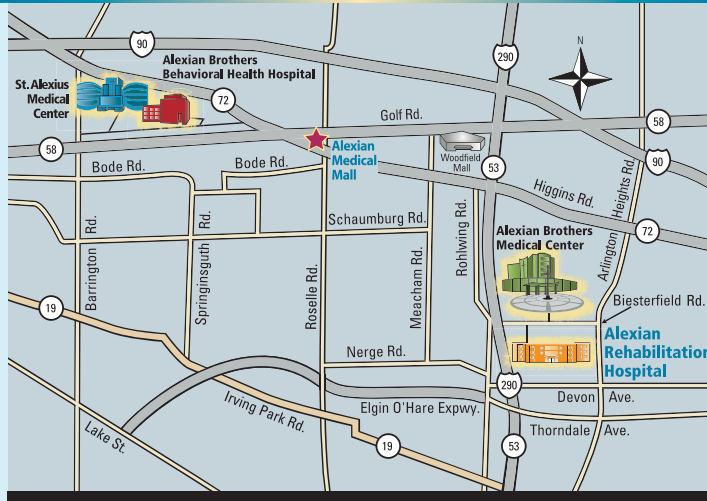 90
290
N
Alexian Brothers
Behavioral Health Hospital
St. Alexius
Medical
Center
72
Golf Rd.
58
58
Alexian
Medical
Mall
Woodfield
Mall
53
90
Bode Rd.
Bode Rd.
Higgins Rd.
Arlington Heights Rd.
72
Schaumburg Rd.
Alexian Brothers
Medical Center
Barrington Rd.
Springinsguth Rd.
Roselle Rd.
Meacham Rd.
Rohlwing Rd.
19
Biesterfield Rd.
Alexian
Rehabilitation
Hospital
Nerge Rd.
290
Devon Ave.
Irving Park Rd.
Elgin O'Hare Expwy.
Lake St.
Thorndale Ave.
19
53